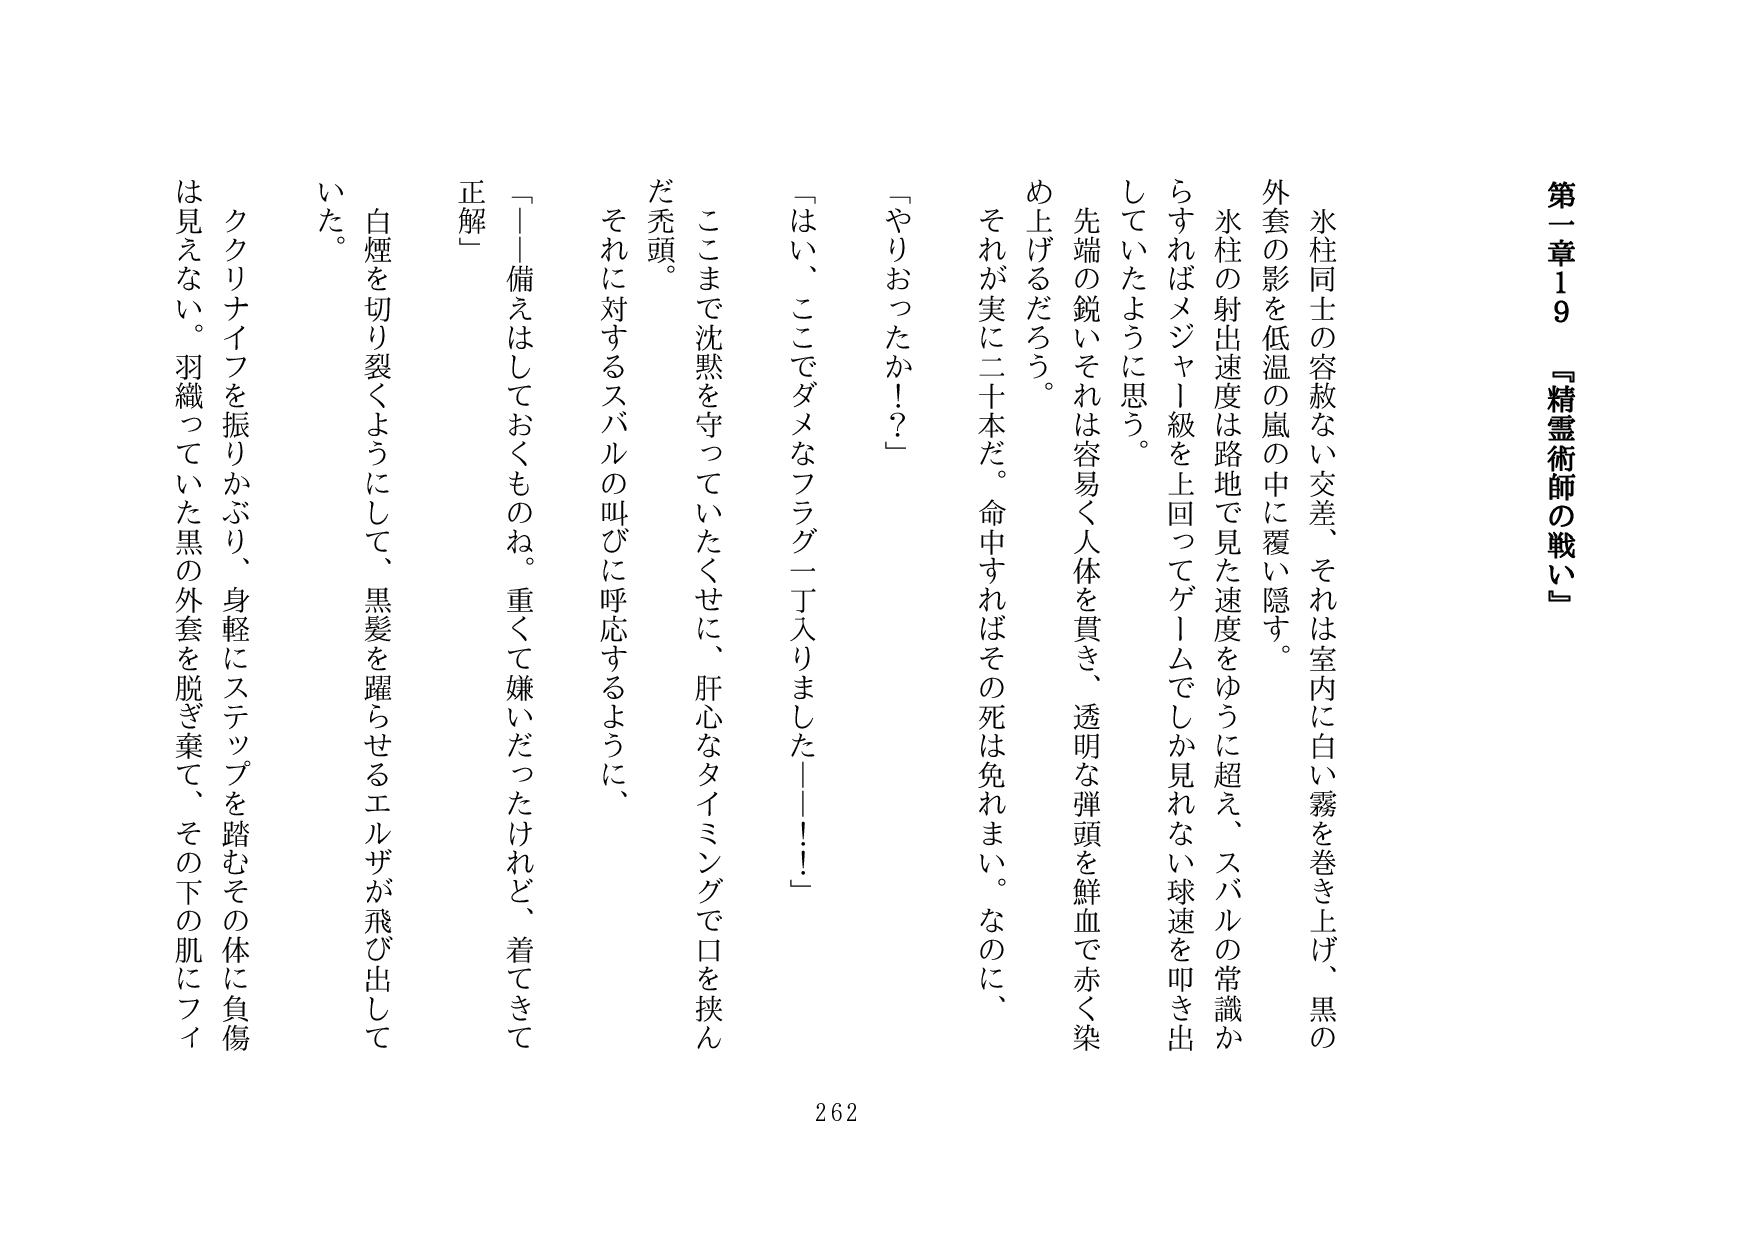 第一章19　『精霊術師の戦い』
　氷柱同士の容赦ない交差、それは室内に白い霧を巻き上げ、黒の
外套の影を低温の嵐の中に覆い隠す。
　氷柱の射出速度は路地で見た速度をゆうに超え、スバルの常識か
らすればメジャー級を上回ってゲームでしか見れない球速を叩き出
していたように思う。
　先端の鋭いそれは容易く人体を貫き、透明な弾頭を鮮血で赤く染
め上げるだろう。
　それが実に二十本だ。命中すればその死は免れまい。なのに、
「やりおったか！？」
「はい、ここでダメなフラグ一丁入りました――！！」
　ここまで沈黙を守っていたくせに、肝心なタイミングで口を挟ん
だ禿頭。
　それに対するスバルの叫びに呼応するように、
「――備えはしておくものね。重くて嫌いだったけれど、着てきて
正解」
　白煙を切り裂くようにして、黒髪を躍らせるエルザが飛び出して
いた。
　ククリナイフを振りかぶり、身軽にステップを踏むその体に負傷
は見えない。羽織っていた黒の外套を脱ぎ棄て、その下の肌にフィ
262